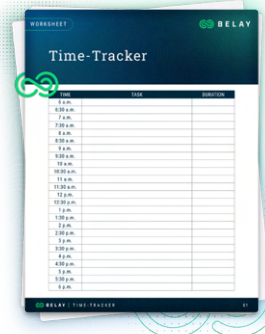 WORKSHEET
BELAY
Time-Tracker
TIME TASK DURATION
6 a.m.
6:30 a.m.
7 a.m.
7:30 a.m.
8 a.m.
8:30 a.m.
9 a.m.
9:30 a.m.
10 a.m.
10:30 a.m.
11 a.m.
11:30 a.m.
12 p.m.
12:30 p.m.
1 p.m.
1:30 p.m.
2 p.m.
2:30 p.m.
3 p.m.
3:30 p.m.
4 p.m.
4:30 p.m.
5 p.m.
5:30 p.m.
6 p.m.
BELAY | TIME-TRACKER 01